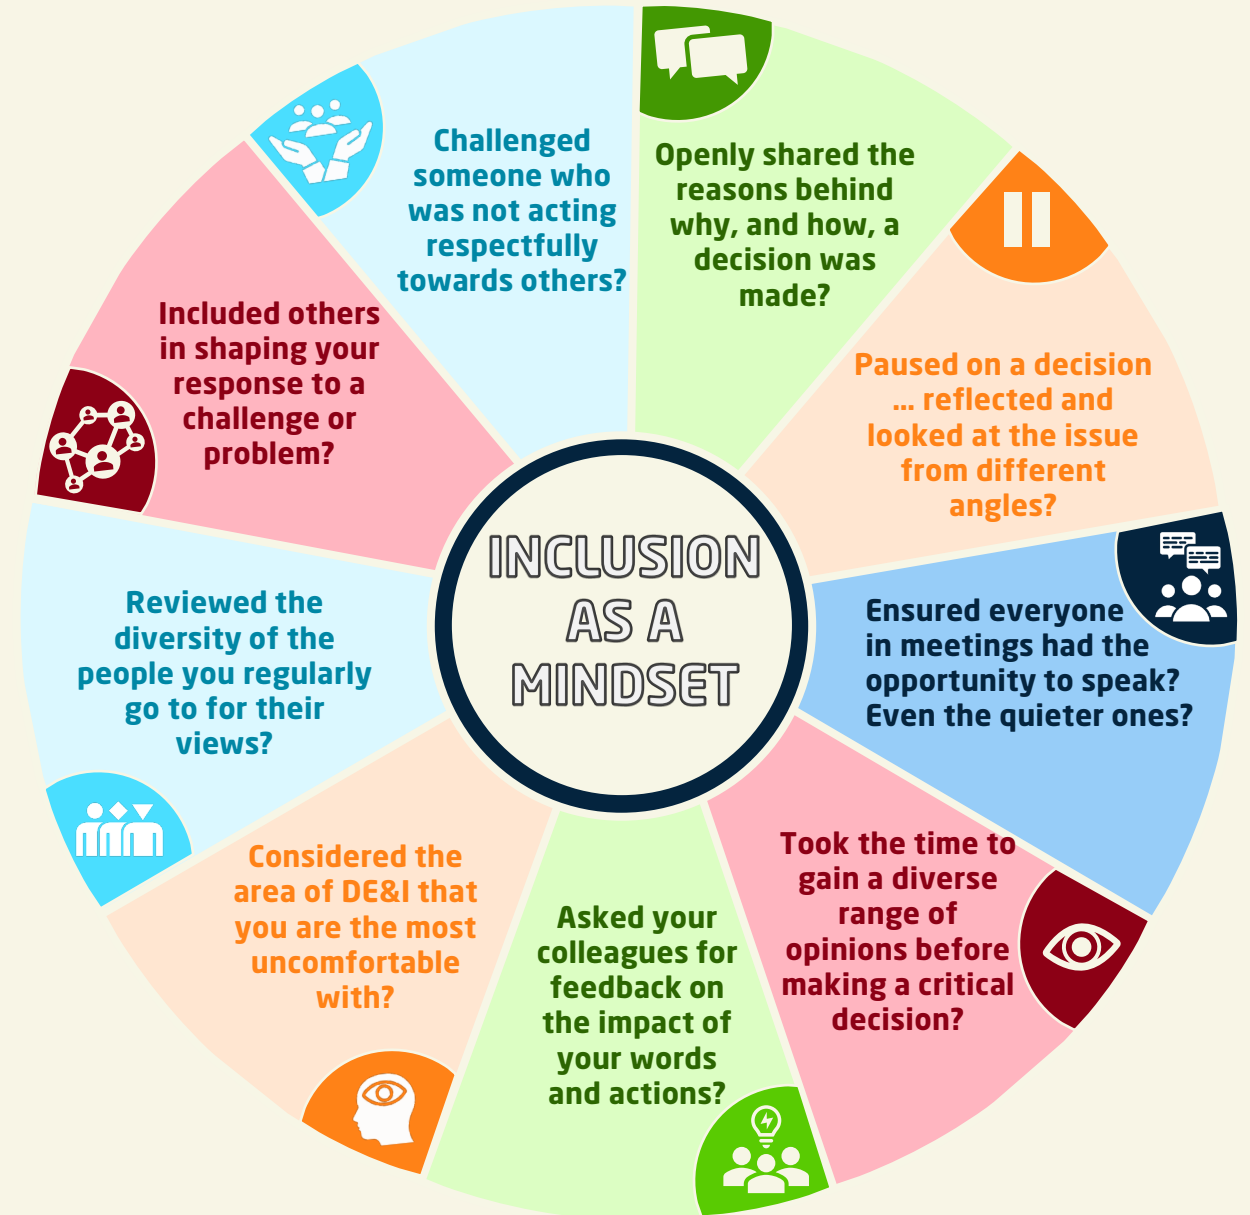 INCLUSION
AS A
MINDSET
Openly shared the
reasons behind
why, and how, a
decision was
made?
Paused on a decision
... reflected and
looked at the issue
from different
angles?
Ensured everyone
in meetings had the
opportunity to speak?
Even the quieter ones?
Took the time to
gain a diverse
range of
opinions before
making a critical
decision?
Asked your
colleagues for
feedback on
the impact of
your words
and actions?
Considered the
area of DE&I that
you are the most
uncomfortable
with?
Reviewed the
diversity of the
people you regularly
go to for their
views?
Included others
in shaping your
response to a
challenge or
problem?
Challenged
someone who
was not acting
respectfully
towards others?